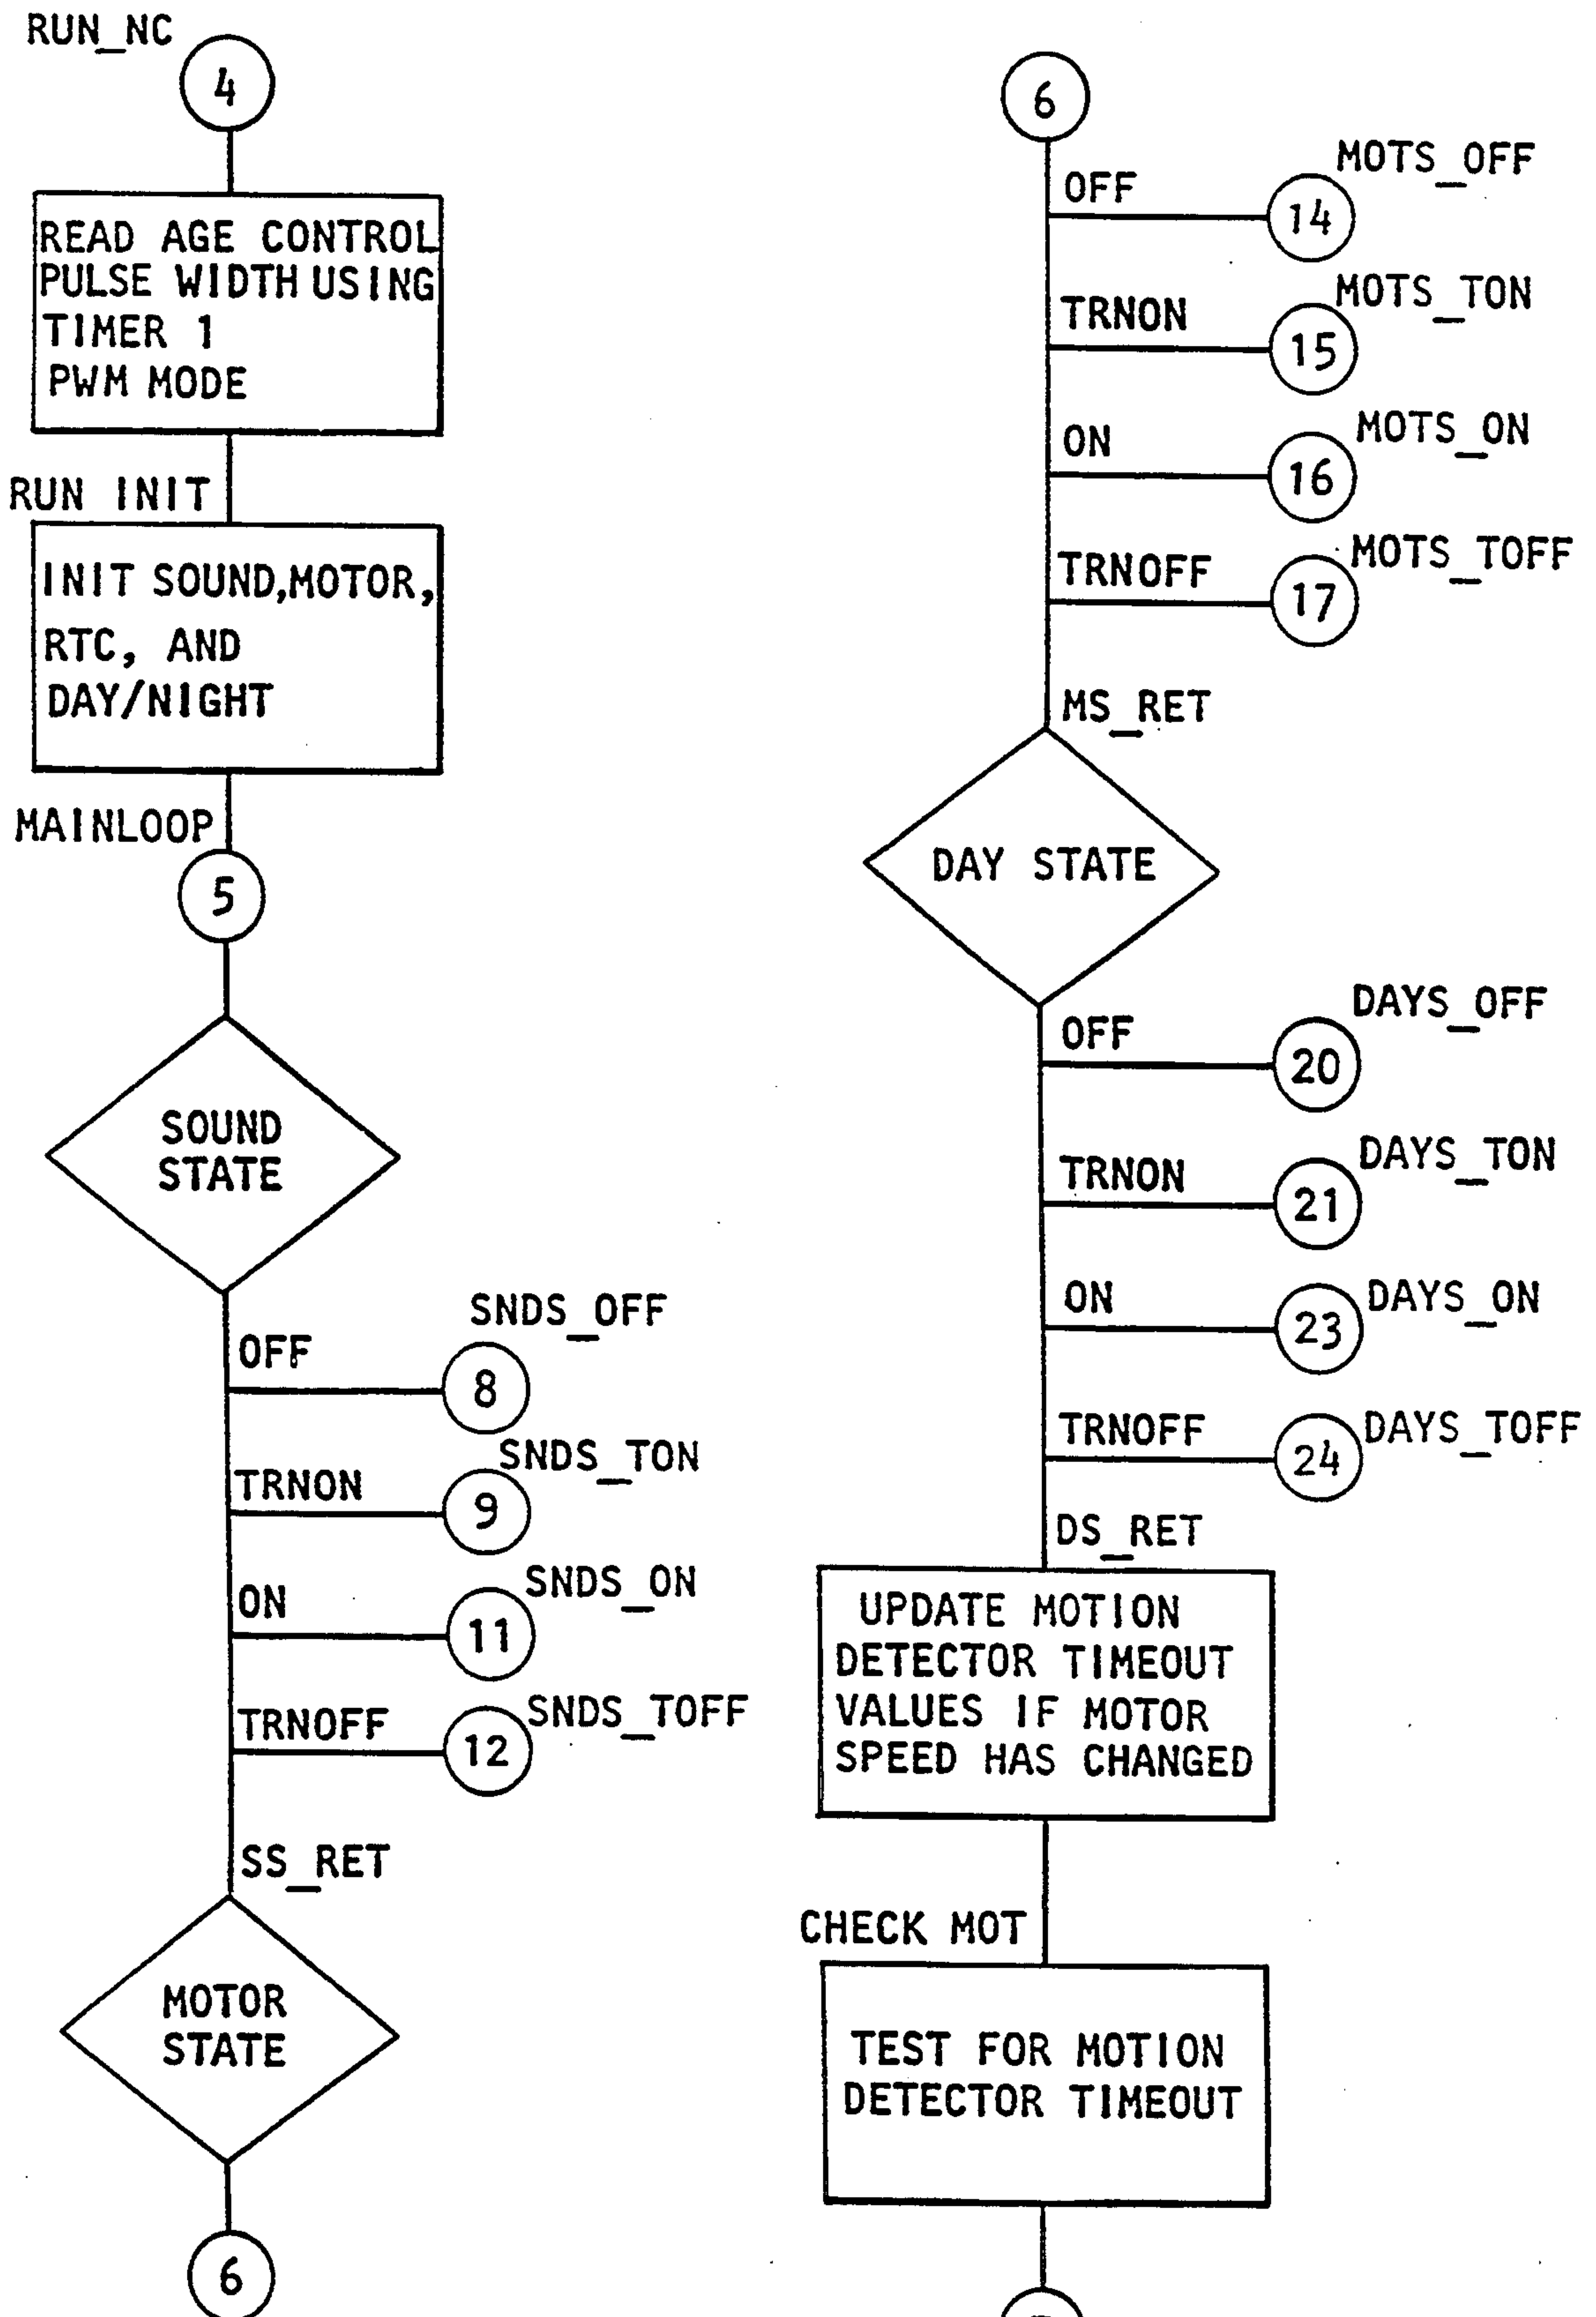 RUN_NC
4
READ AGE CONTROL
PULSE WIDTH USING
TIMER 1
PWM MODE
RUN INIT
INIT SOUND,MOTOR,
RTC, AND
DAY/NIGHT
MAINLOOP
5
SOUND
STATE
SNDS_OFF
OFF
8
SNDS_TON
TRNON
9
SNDS_ON
ON
11
SNDS_TOFF
TRNOFF
12
SS_RET
MOTOR
STATE
6
6
MOTS_OFF
OFF
14
MOTS_TON
TRNON
15
MOTS_ON
ON
16
MOTS_TOFF
TRNOFF
17
MS_RET
DAY STATE
DAYS_OFF
OFF
20
DAYS_TON
TRNON
21
DAYS_ON
ON
23
DAYS_TOFF
TRNOFF
24
DS_RET
UPDATE MOTION
DETECTOR TIMEOUT
VALUES IF MOTOR
SPEED HAS CHANGED
CHECK MOT
TEST FOR MOTION
DETECTOR TIMEOUT